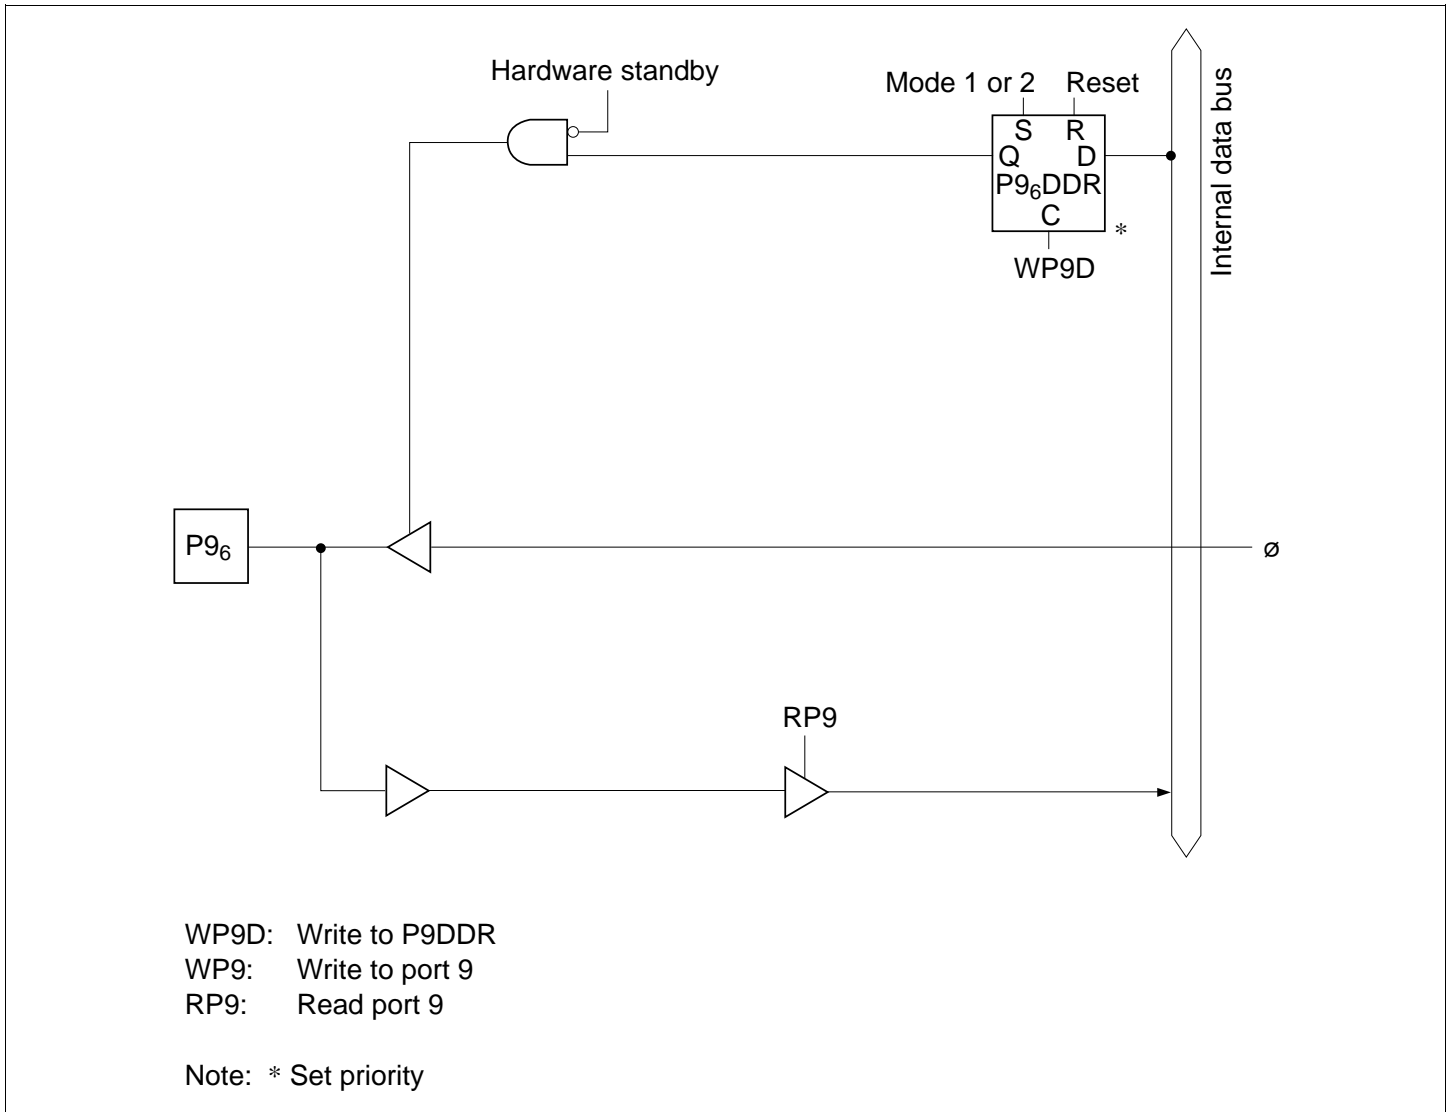 Hardware standby
Mode 1 or 2 Reset
S R
Q D
P96DDR
C
*
WP9D
Internal data bus
P96
ø
RP9
WP9D: Write to P9DDR
WP9: Write to port 9
RP9: Read port 9
Note: * Set priority